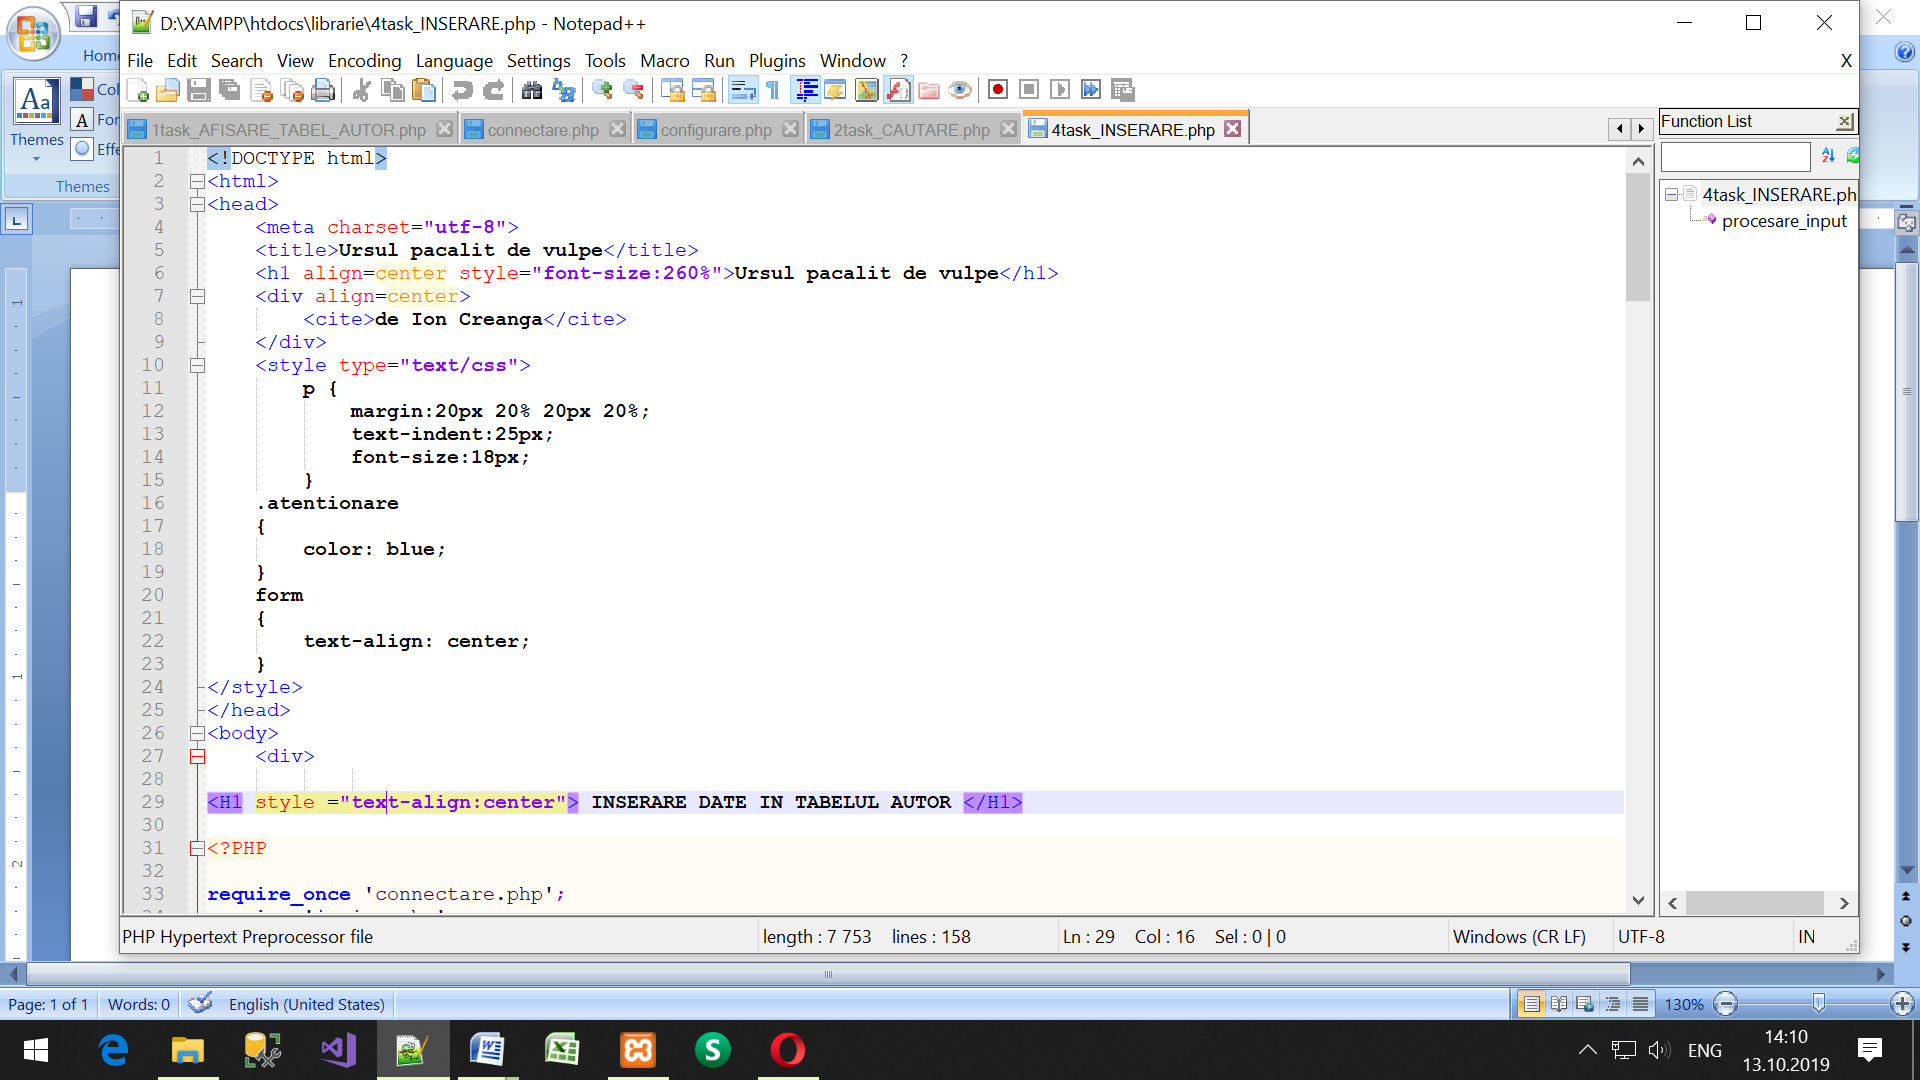 D:\XAMPP\htdocs\librarie\4task_INSERARE.php - Notepad++
File Edit Search View Encoding Language Settings Tools Macro Run Plugins Window ? X
Home
Themes
Themes
1task_AFISARE_TABEL_AUTOR.php connectare.php configurare.php 2task_CAUTARE.php 4task_INSERARE.php
Function List
4task_INSERARE.ph
procesare_input
1 <!DOCTYPE html>
2 <html>
3 <head>
4 <meta charset="utf-8">
5 <title>Ursul pacalit de vulpe</title>
6 <h1 align=center style="font-size:260%">Ursul pacalit de vulpe</h1>
7 <div align=center>
8 <cite>de Ion Creanga</cite>
9 </div>
10 <style type="text/css">
11 p {
12 margin:20px 20% 20px 20%;
13 text-indent:25px;
14 font-size:18px;
15 }
16 .atentionare
17 {
18 color: blue;
19 }
20 form
21 {
22 text-align: center;
23 }
24 </style>
25 </head>
26 <body>
27 <div>
28
29 <H1 style ="text-align:center"> INSERARE DATE IN TABELUL AUTOR </H1>
30
31 <?PHP
32
33 require_once 'connectare.php';
PHP Hypertext Preprocessor file length : 7 753 lines : 158 Ln : 29 Col : 16 Sel : 0 | 0 Windows (CR LF) UTF-8 IN
Page: 1 of 1 Words: 0 English (United States) 130%
ENG
14:10
13.10.2019